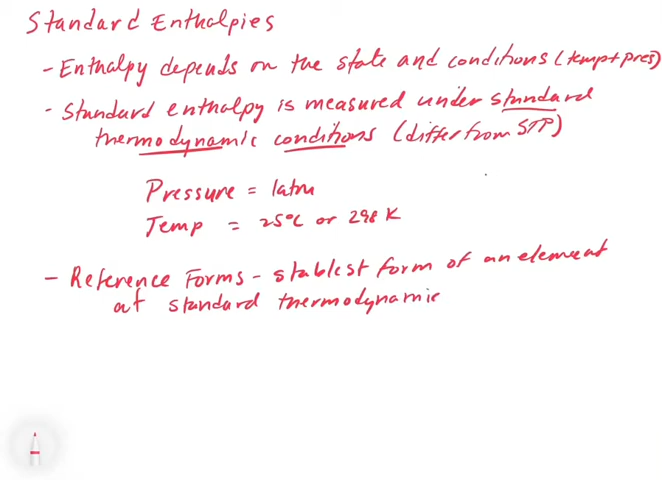 Standard Enthalpies
- Enthalpy depends on the state and conditions (temp + pres)
- Standard enthalpy is measured under standard
thermodynamic conditions (differ from STP)
Pressure = 1atm
Temp = 25°C or 298 K
- Reference Forms - stablest form of an element
at standard thermodynamic